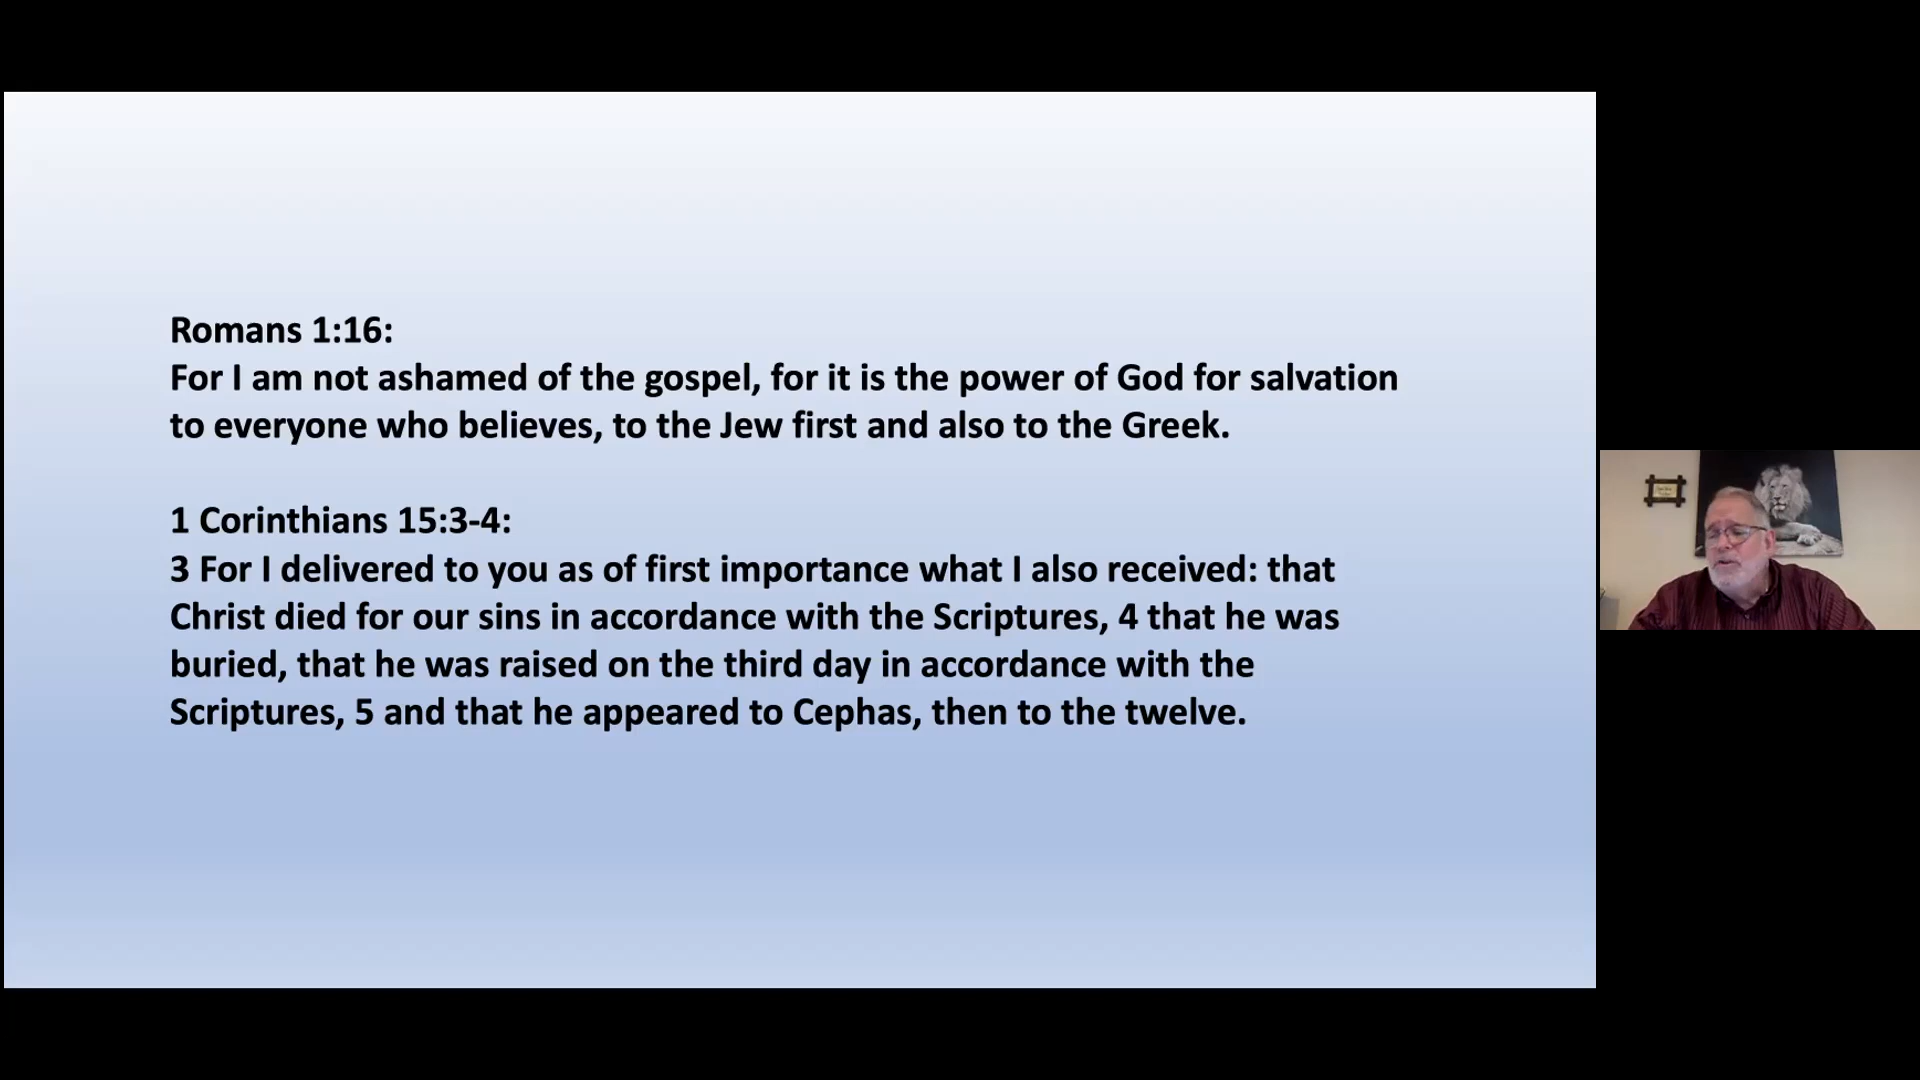 Romans 1:16:
For I am not ashamed of the gospel, for it is the power of God for salvation
to everyone who believes, to the Jew first and also to the Greek.
1 Corinthians 15:3-4:
3 For I delivered to you as of first importance what I also received: that
Christ died for our sins in accordance with the Scriptures, 4 that he was
buried, that he was raised on the third day in accordance with the
Scriptures, 5 and that he appeared to Cephas, then to the twelve.